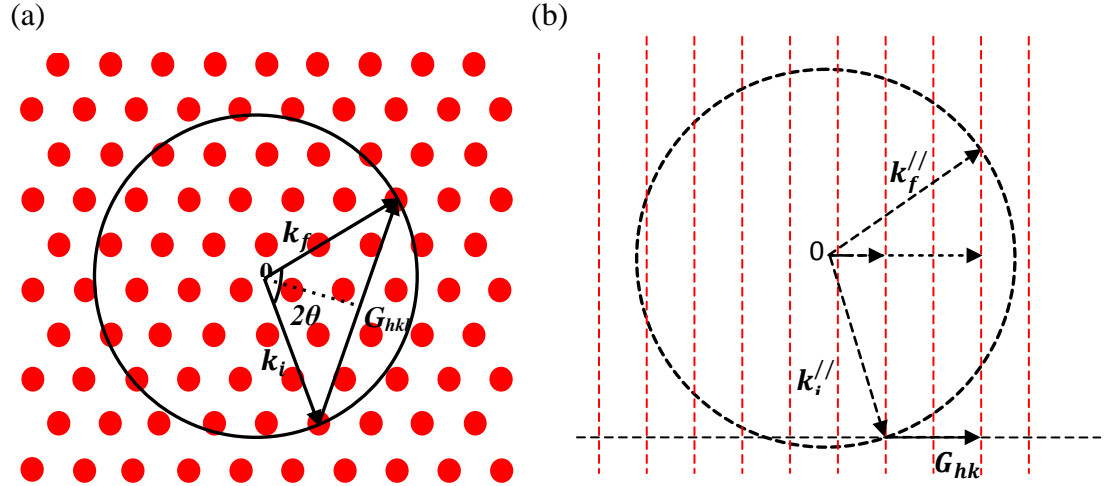 (a)
(b)
k_f
0
2θ
G_hkl
k_i
k_f^//
0
k_i^//
G_hk